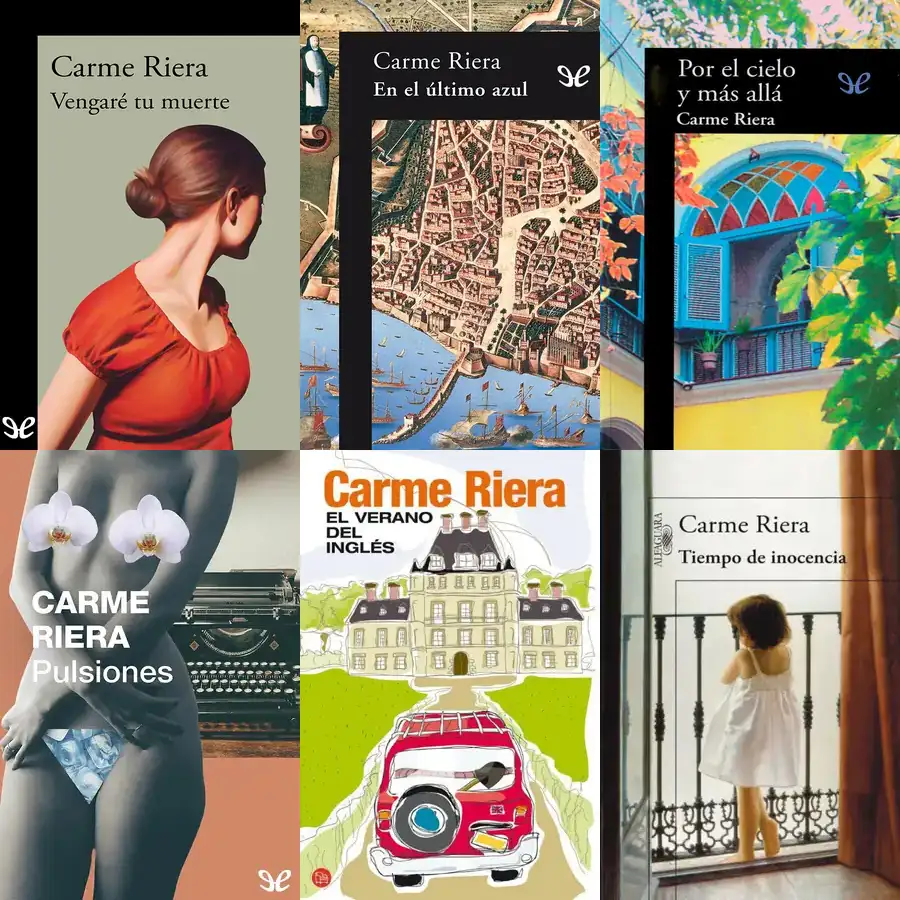 Carme Riera
Vengaré tu muerte
Carme Riera
En el último azul
Por el cielo
y más allá
Carme Riera
CARME
RIERA
Pulsiones
Carme Riera
EL VERANO
DEL
INGLÉS
ALFAGUARA
Carme Riera
Tiempo de inocencia